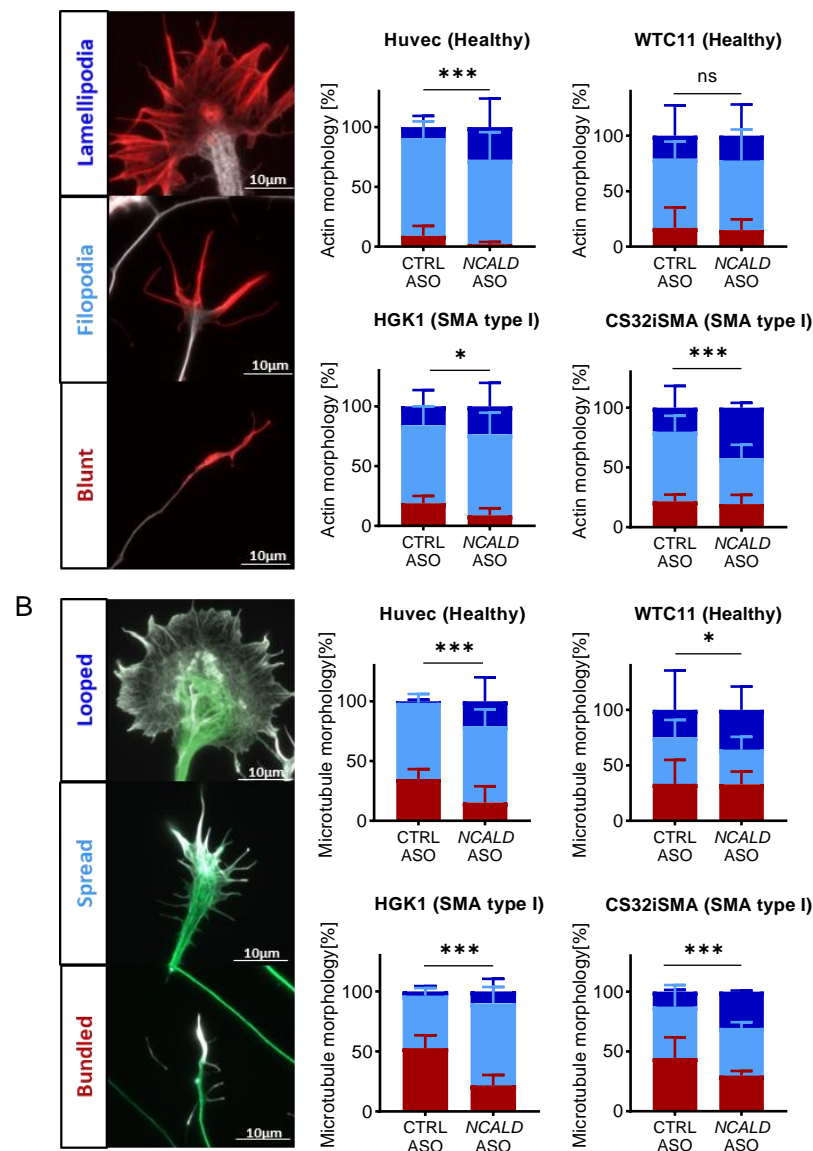 Lamellipodia
10µm
Filopodia
10µm
Blunt
10µm
Huvec (Healthy)
***
Actin morphology [%]
100
50
0
CTRL
ASO
NCALD
ASO
WTC11 (Healthy)
ns
Actin morphology [%]
100
50
0
CTRL
ASO
NCALD
ASO
HGK1 (SMA type I)
*
Actin morphology [%]
100
50
0
CTRL
ASO
NCALD
ASO
CS32iSMA (SMA type I)
***
Actin morphology [%]
100
50
0
CTRL
ASO
NCALD
ASO
B
Looped
10µm
Spread
10µm
Bundled
10µm
Huvec (Healthy)
***
Microtubule morphology[%]
100
50
0
CTRL
ASO
NCALD
ASO
WTC11 (Healthy)
*
Microtubule morphology[%]
100
50
0
CTRL
ASO
NCALD
ASO
HGK1 (SMA type I)
***
Microtubule morphology[%]
100
50
0
CTRL
ASO
NCALD
ASO
CS32iSMA (SMA type I)
***
Microtubule morphology[%]
100
50
0
CTRL
ASO
NCALD
ASO